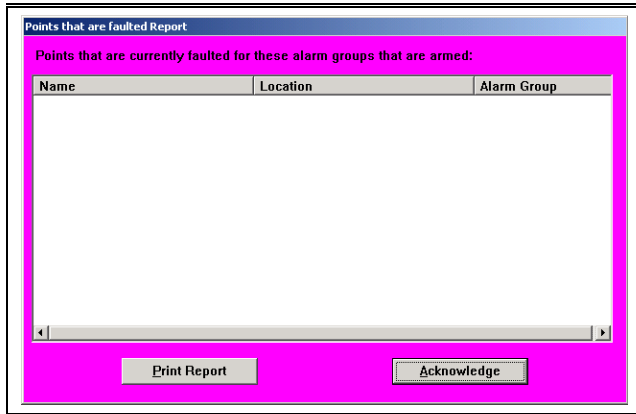 Points that are faulted Report
Points that are currently faulted for these alarm groups that are armed:
Name Location Alarm Group
Print Report Acknowledge